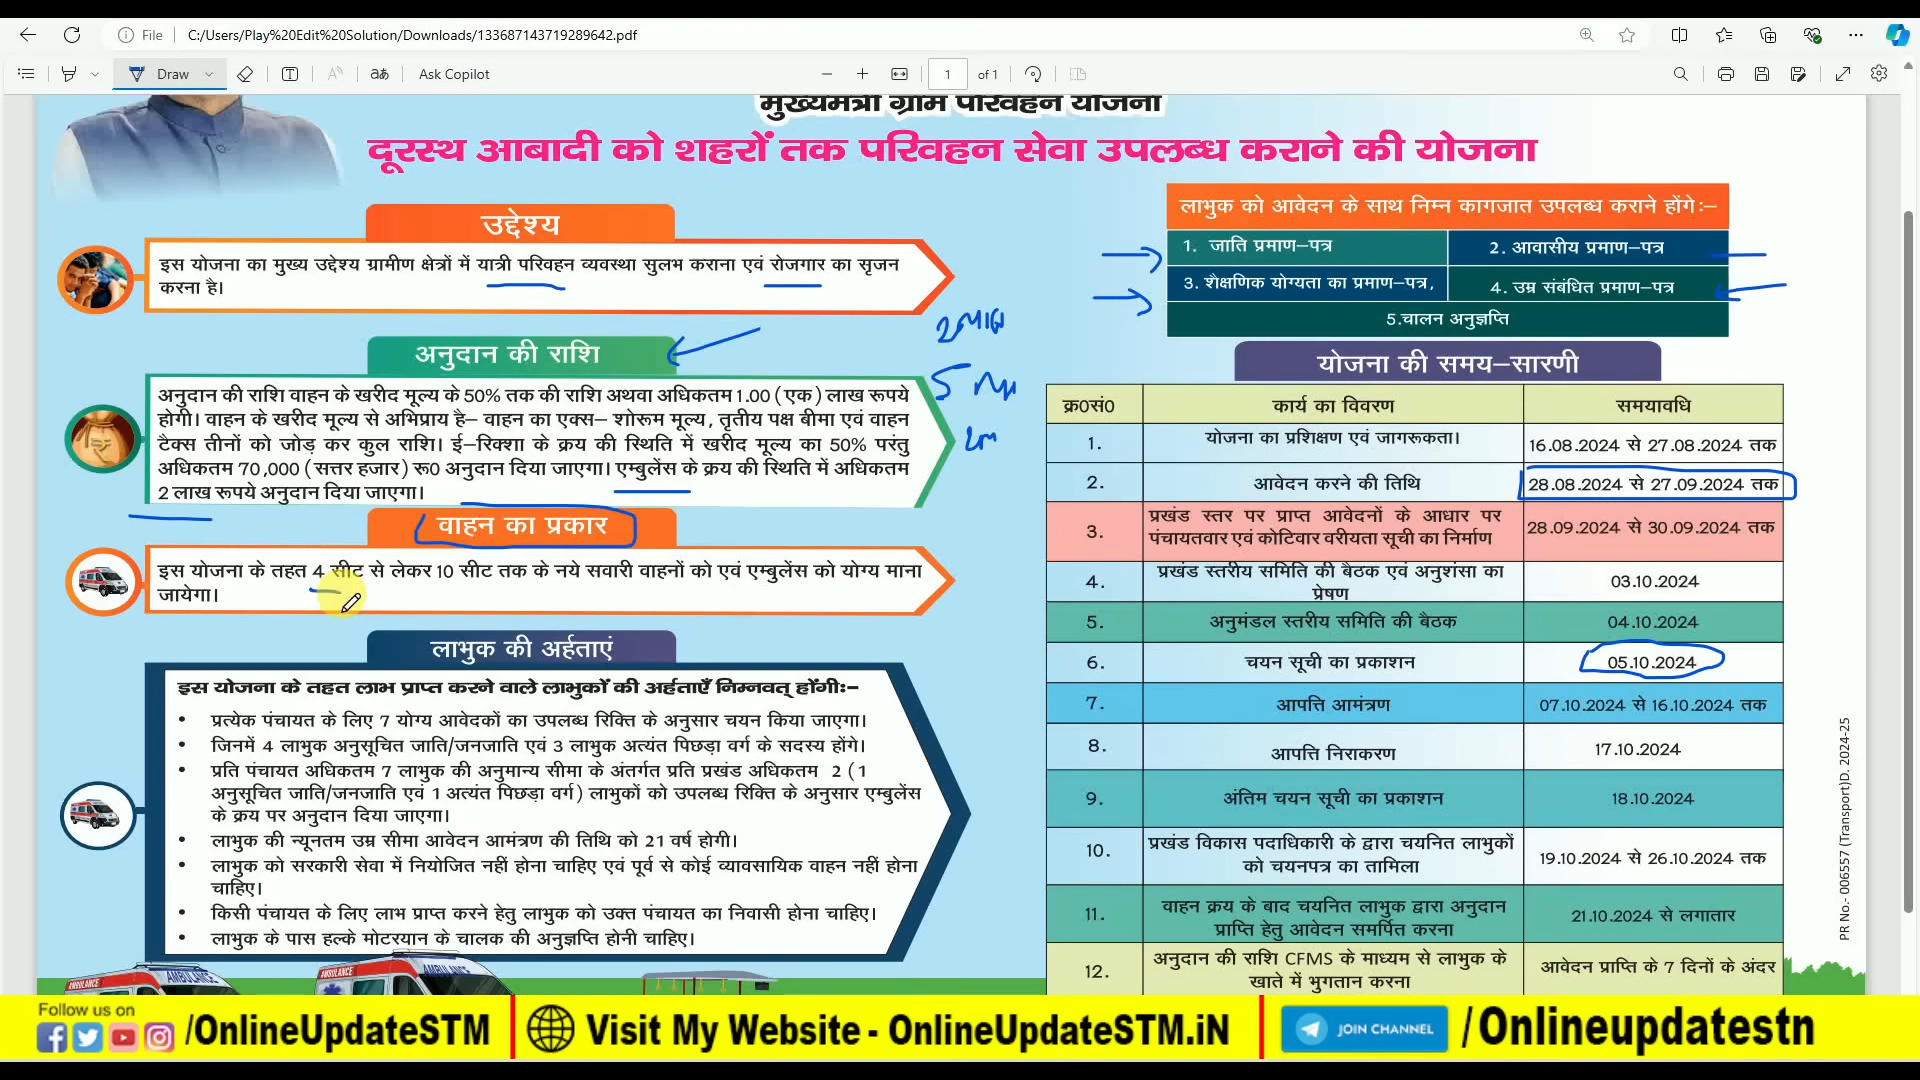 File
C:/Users/Play%20Edit%20Solution/Downloads/133687143719289642.pdf
Draw
aあ
Ask Copilot
1
of 1
मुख्यमंत्री ग्राम परिवहन योजना
दूरस्थ आबादी को शहरों तक परिवहन सेवा उपलब्ध कराने की योजना
उद्देश्य
इस योजना का मुख्य उद्देश्य ग्रामीण क्षेत्रों में यात्री परिवहन व्यवस्था सुलभ कराना एवं रोजगार का सृजन
करना है।
अनुदान की राशि
अनुदान की राशि वाहन के खरीद मूल्य के 50% तक की राशि अथवा अधिकतम 1.00 (एक) लाख रूपये
होगी। वाहन के खरीद मूल्य से अभिप्राय है– वाहन का एक्स– शोरूम मूल्य, तृतीय पक्ष बीमा एवं वाहन
टैक्स तीनों को जोड़ कर कुल राशि। ई–रिक्शा के क्रय की स्थिति में खरीद मूल्य का 50% परंतु
अधिकतम 70,000 (सत्तर हजार) रू0 अनुदान दिया जाएगा। एम्बुलेंस के क्रय की स्थिति में अधिकतम
2 लाख रूपये अनुदान दिया जाएगा।
2 लाख
वाहन का प्रकार
इस योजना के तहत 4 सीट से लेकर 10 सीट तक के नये सवारी वाहनों को एवं एम्बुलेंस को योग्य माना
जायेगा।
लाभुक की अर्हताएं
इस योजना के तहत लाभ प्राप्त करने वाले लाभुकों की अर्हताएँ निम्नवत् होंगीः–
• प्रत्येक पंचायत के लिए 7 योग्य आवेदकों का उपलब्ध रिक्ति के अनुसार चयन किया जाएगा।
• जिनमें 4 लाभुक अनुसूचित जाति/जनजाति एवं 3 लाभुक अत्यंत पिछड़ा वर्ग के सदस्य होंगे।
• प्रति पंचायत अधिकतम 7 लाभुक की अनुमान्य सीमा के अंतर्गत प्रति प्रखंड अधिकतम 2 (1
अनुसूचित जाति/जनजाति एवं 1 अत्यंत पिछड़ा वर्ग) लाभुकों को उपलब्ध रिक्ति के अनुसार एम्बुलेंस
के क्रय पर अनुदान दिया जाएगा।
• लाभुक की न्यूनतम उम्र सीमा आवेदन आमंत्रण की तिथि को 21 वर्ष होगी।
• लाभुक को सरकारी सेवा में नियोजित नहीं होना चाहिए एवं पूर्व से कोई व्यावसायिक वाहन नहीं होना
चाहिए।
• किसी पंचायत के लिए लाभ प्राप्त करने हेतु लाभुक को उक्त पंचायत का निवासी होना चाहिए।
• लाभुक के पास हल्के मोटरयान के चालक की अनुज्ञप्ति होनी चाहिए।
लाभुक को आवेदन के साथ निम्न कागजात उपलब्ध कराने होंगे:–
1. जाति प्रमाण–पत्र
2. आवासीय प्रमाण–पत्र
3. शैक्षणिक योग्यता का प्रमाण–पत्र,
4. उम्र संबंधित प्रमाण–पत्र
5.चालन अनुज्ञप्ति
योजना की समय–सारणी
क्र0सं0 कार्य का विवरण समयावधि
1. योजना का प्रशिक्षण एवं जागरूकता। 16.08.2024 से 27.08.2024 तक
2. आवेदन करने की तिथि 28.08.2024 से 27.09.2024 तक
3. प्रखंड स्तर पर प्राप्त आवेदनों के आधार पर
पंचायतवार एवं कोटिवार वरीयता सूची का निर्माण 28.09.2024 से 30.09.2024 तक
4. प्रखंड स्तरीय समिति की बैठक एवं अनुशंसा का
प्रेषण 03.10.2024
5. अनुमंडल स्तरीय समिति की बैठक 04.10.2024
6. चयन सूची का प्रकाशन 05.10.2024
7. आपत्ति आमंत्रण 07.10.2024 से 16.10.2024 तक
8. आपत्ति निराकरण 17.10.2024
9. अंतिम चयन सूची का प्रकाशन 18.10.2024
10. प्रखंड विकास पदाधिकारी के द्वारा चयनित लाभुकों
को चयनपत्र का तामिला 19.10.2024 से 26.10.2024 तक
11. वाहन क्रय के बाद चयनित लाभुक द्वारा अनुदान
प्राप्ति हेतु आवेदन समर्पित करना 21.10.2024 से लगातार
12. अनुदान की राशि CFMS के माध्यम से लाभुक के
खाते में भुगतान करना आवेदन प्राप्ति के 7 दिनों के अंदर
PR No.- 006557 (Transport)D. 2024-25
AMBULANCE
AMBULANCE
AMBULANCE
AMBULANCE
Follow us on
/OnlineUpdateSTM
Visit My Website - OnlineUpdateSTM.iN
JOIN CHANNEL
/Onlineupdatestn